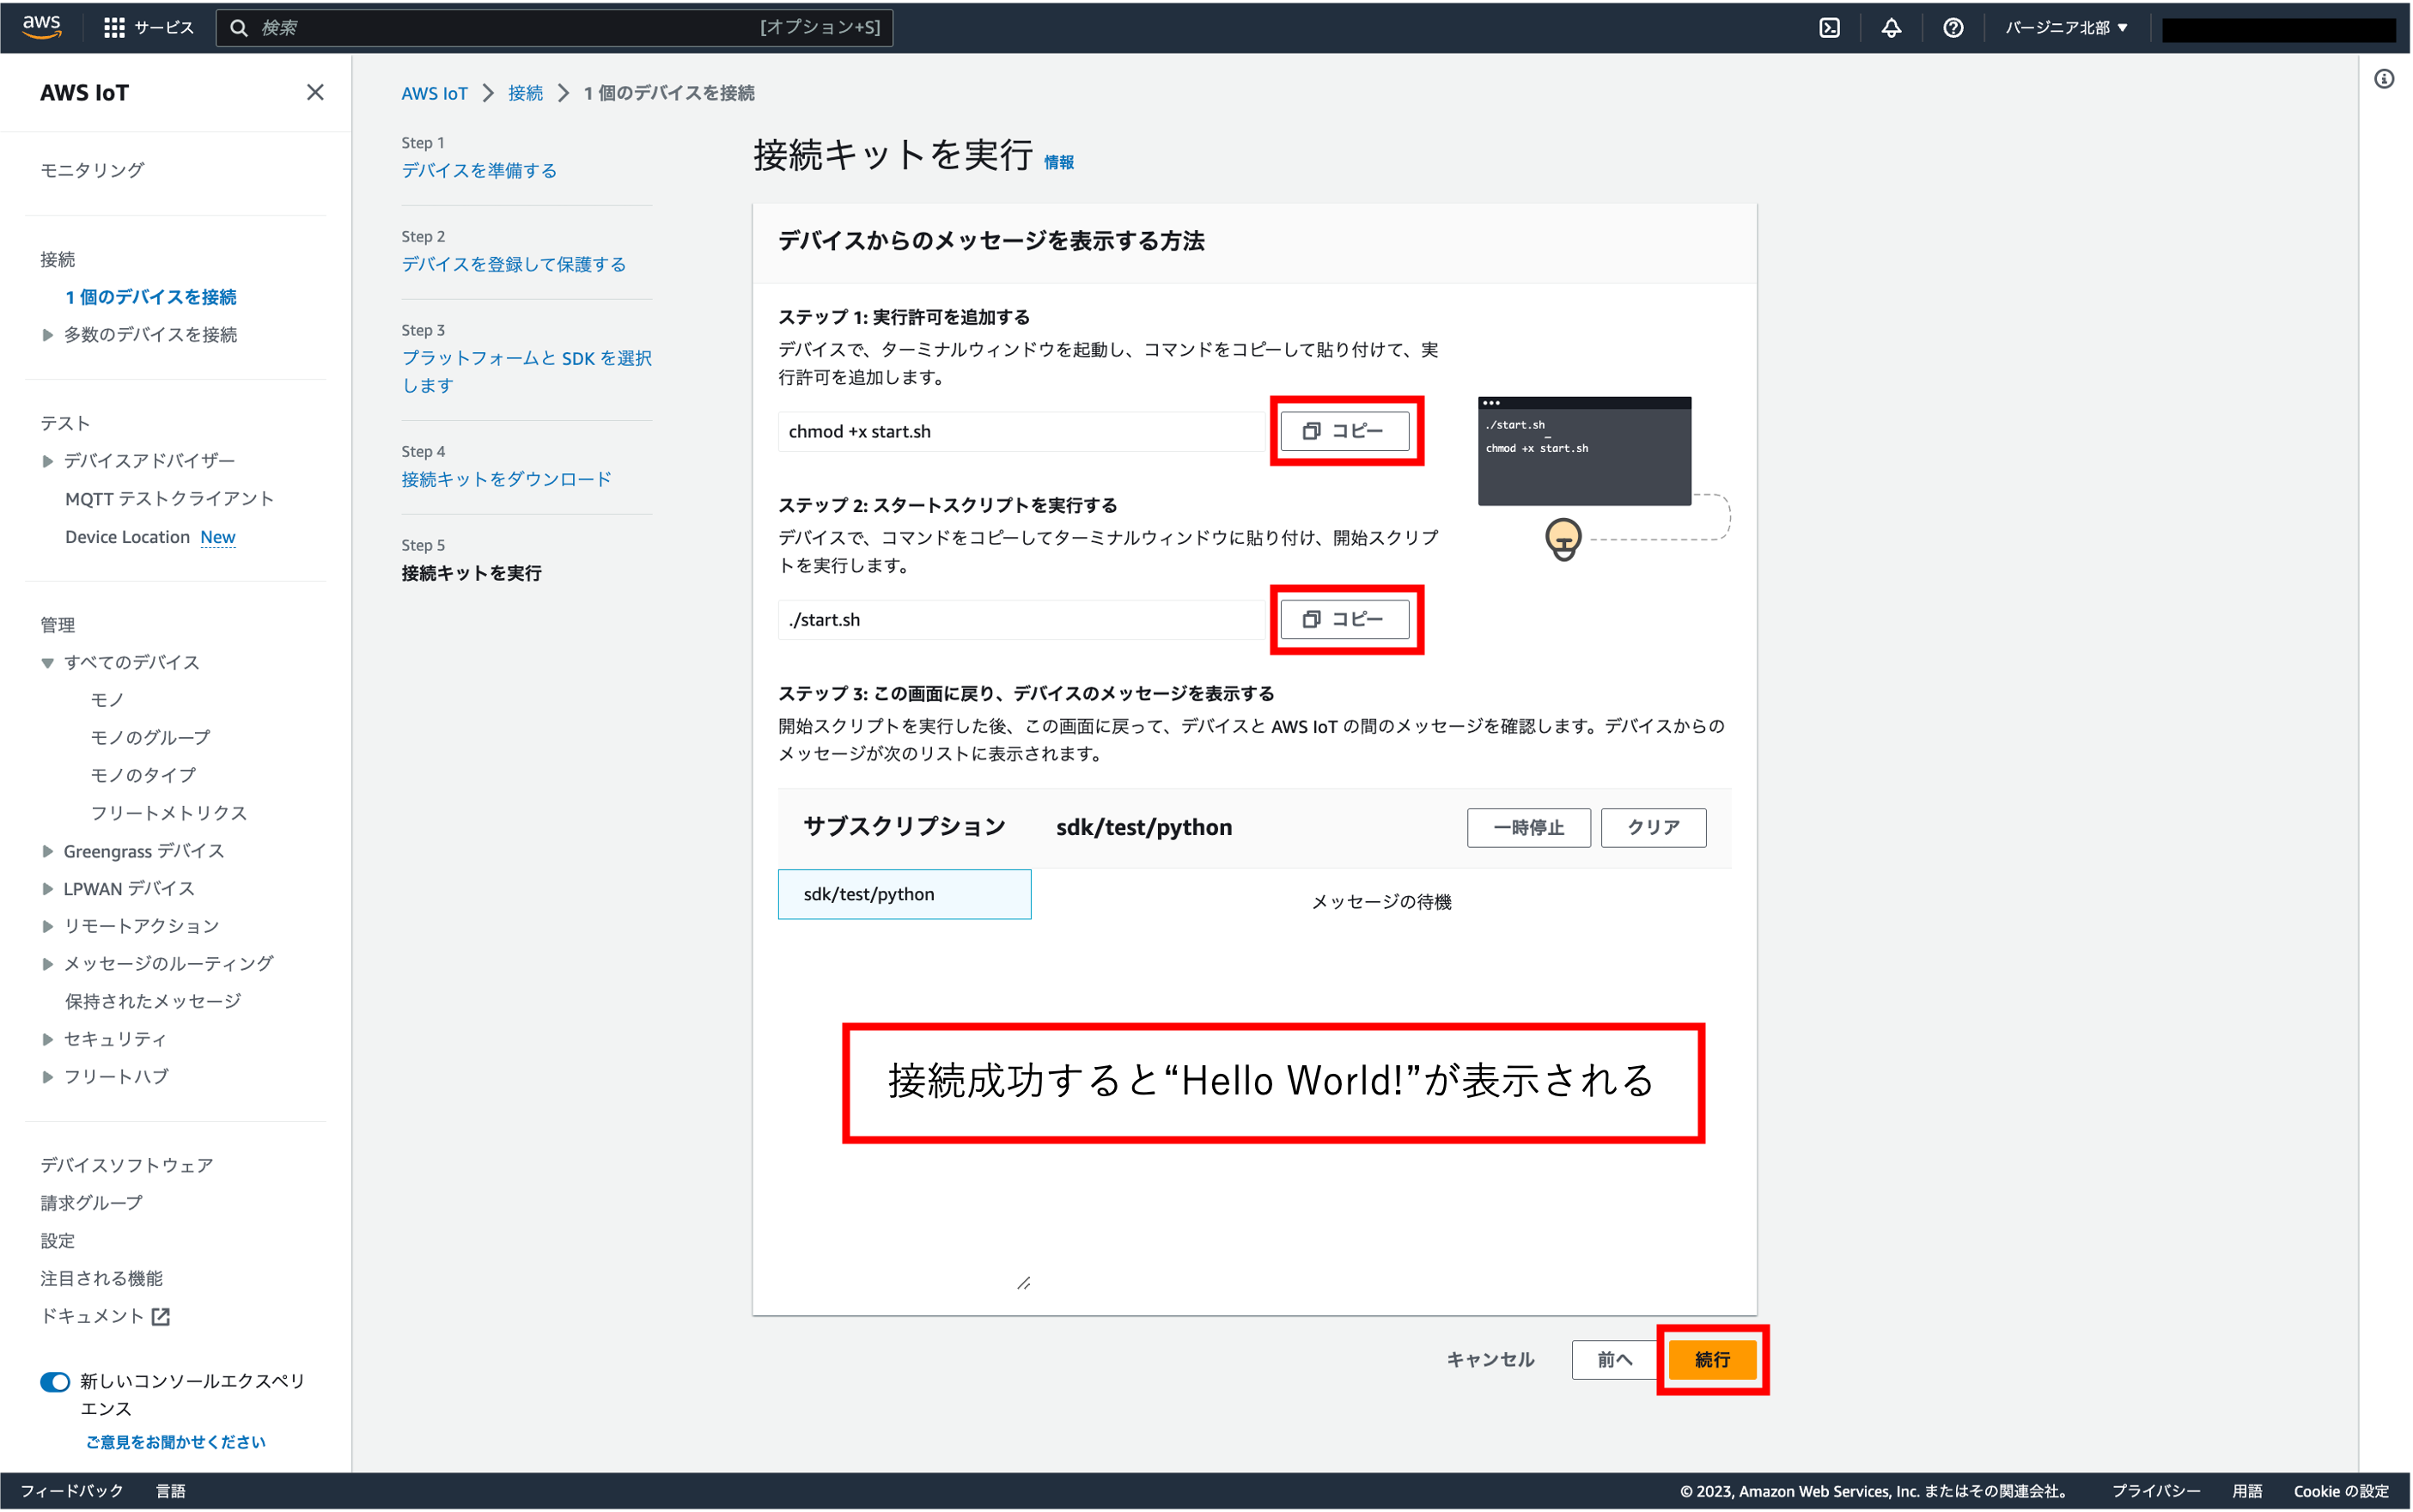 aws
サービス
検索
[オプション+S]
バージニア北部 ▼
AWS IoT
モニタリング
接続
1 個のデバイスを接続
多数のデバイスを接続
テスト
デバイスアドバイザー
MQTT テストクライアント
Device Location New
管理
すべてのデバイス
モノ
モノのグループ
モノのタイプ
フリートメトリクス
Greengrass デバイス
LPWAN デバイス
リモートアクション
メッセージのルーティング
保持されたメッセージ
セキュリティ
フリートハブ
デバイスソフトウェア
請求グループ
設定
注目される機能
ドキュメント
新しいコンソールエクスペリ
エンス
ご意見をお聞かせください
AWS IoT > 接続 > 1 個のデバイスを接続
Step 1
デバイスを準備する
Step 2
デバイスを登録して保護する
Step 3
プラットフォームと SDK を選択
します
Step 4
接続キットをダウンロード
Step 5
接続キットを実行
接続キットを実行 情報
デバイスからのメッセージを表示する方法
ステップ 1: 実行許可を追加する
デバイスで、ターミナルウィンドウを起動し、コマンドをコピーして貼り付けて、実
行許可を追加します。
chmod +x start.sh
コピー
./start.sh
_
chmod +x start.sh
ステップ 2: スタートスクリプトを実行する
デバイスで、コマンドをコピーしてターミナルウィンドウに貼り付け、開始スクリプ
トを実行します。
./start.sh
コピー
ステップ 3: この画面に戻り、デバイスのメッセージを表示する
開始スクリプトを実行した後、この画面に戻って、デバイスと AWS IoT の間のメッセージを確認します。デバイスからの
メッセージが次のリストに表示されます。
サブスクリプション
sdk/test/python
一時停止
クリア
sdk/test/python
メッセージの待機
接続成功すると“Hello World!”が表示される
キャンセル
前へ
続行
フィードバック
言語
© 2023, Amazon Web Services, Inc. またはその関連会社。
プライバシー
用語
Cookie の設定